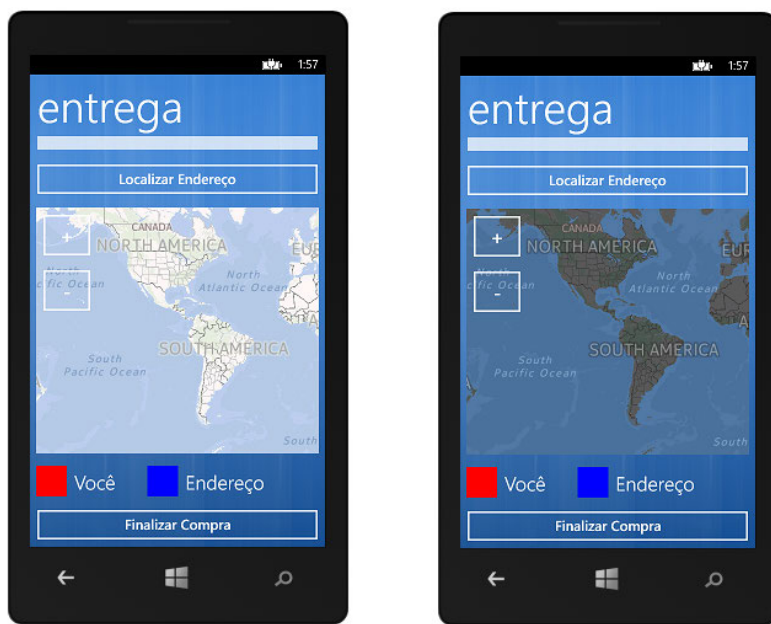 1:57
entrega
Localizar Endereço
+
CANADA
NORTH AMERICA
EUR
North
Atlantic Ocean
North
cific Ocean
-
SOUTH AMERICA
South
Pacific Ocean
South
Você
Endereço
Finalizar Compra
1:57
entrega
Localizar Endereço
+
CANADA
NORTH AMERICA
EUR
North
Atlantic Ocean
North
cific Ocean
-
A
SOUTH AMERICA
South
Pacific Ocean
South
Você
Endereço
Finalizar Compra